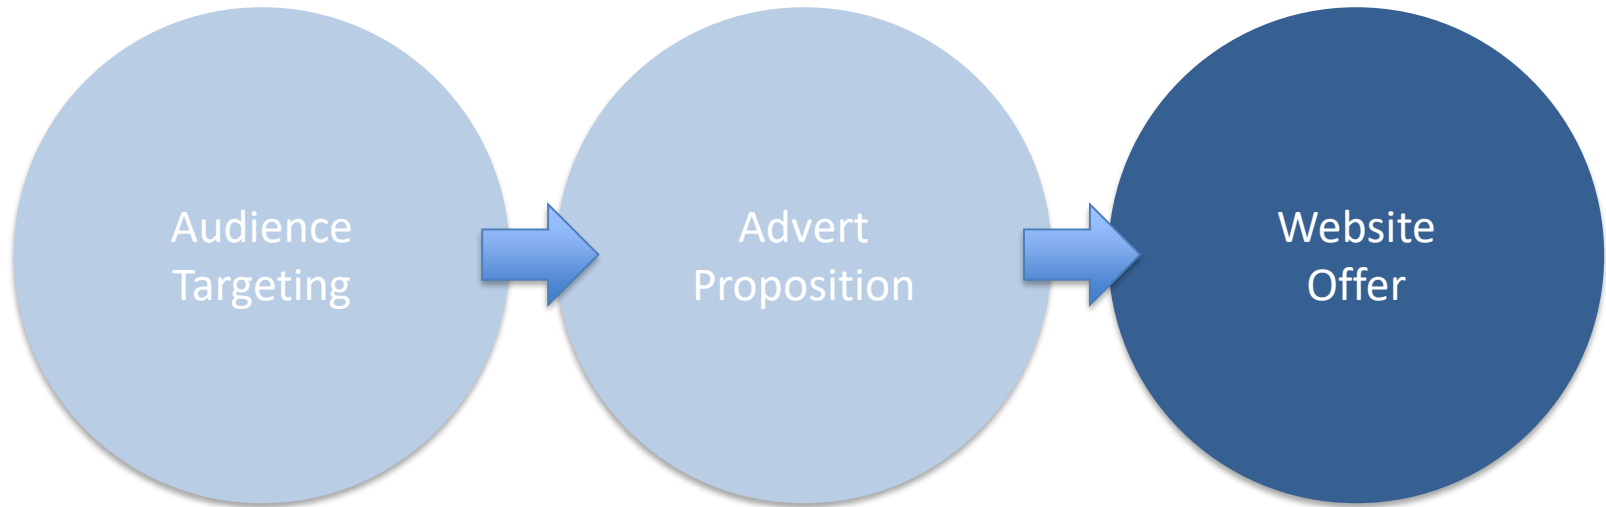 Audience
Targeting
Advert
Proposition
Website
Offer